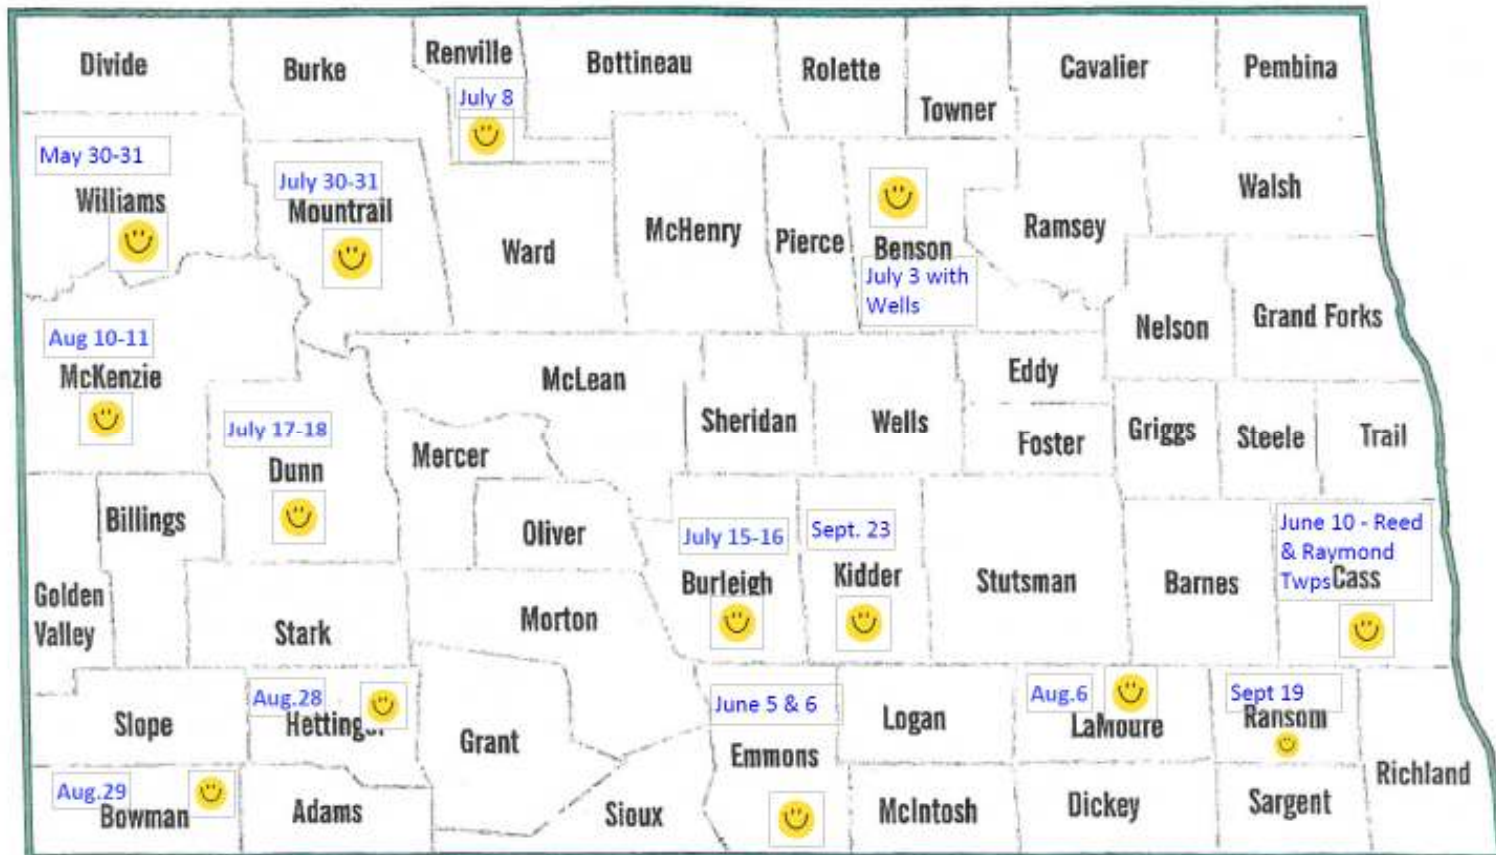 Divide
Burke
Renville
Bottineau
Rolette
Towner
Cavalier
Pembina
July 8
May 30-31
Williams
July 30-31
Mountrail
Ward
McHenry
Pierce
Benson
July 3 with
Wells
Ramsey
Walsh
Nelson
Grand Forks
Aug 10-11
McKenzie
July 17-18
Dunn
McLean
Mercer
Sheridan
Wells
Eddy
Foster
Griggs
Steele
Trail
Billings
Golden
Valley
Oliver
July 15-16
Burleigh
Sept. 23
Kidder
Stutsman
Barnes
June 10 - Reed
& Raymond
Twps
Cass
Stark
Morton
Slope
Aug.28
Hettinger
Grant
June 5 & 6
Emmons
Logan
Aug.6
LaMoure
Sept 19
Ransom
Richland
Aug.29
Bowman
Adams
Sioux
McIntosh
Dickey
Sargent